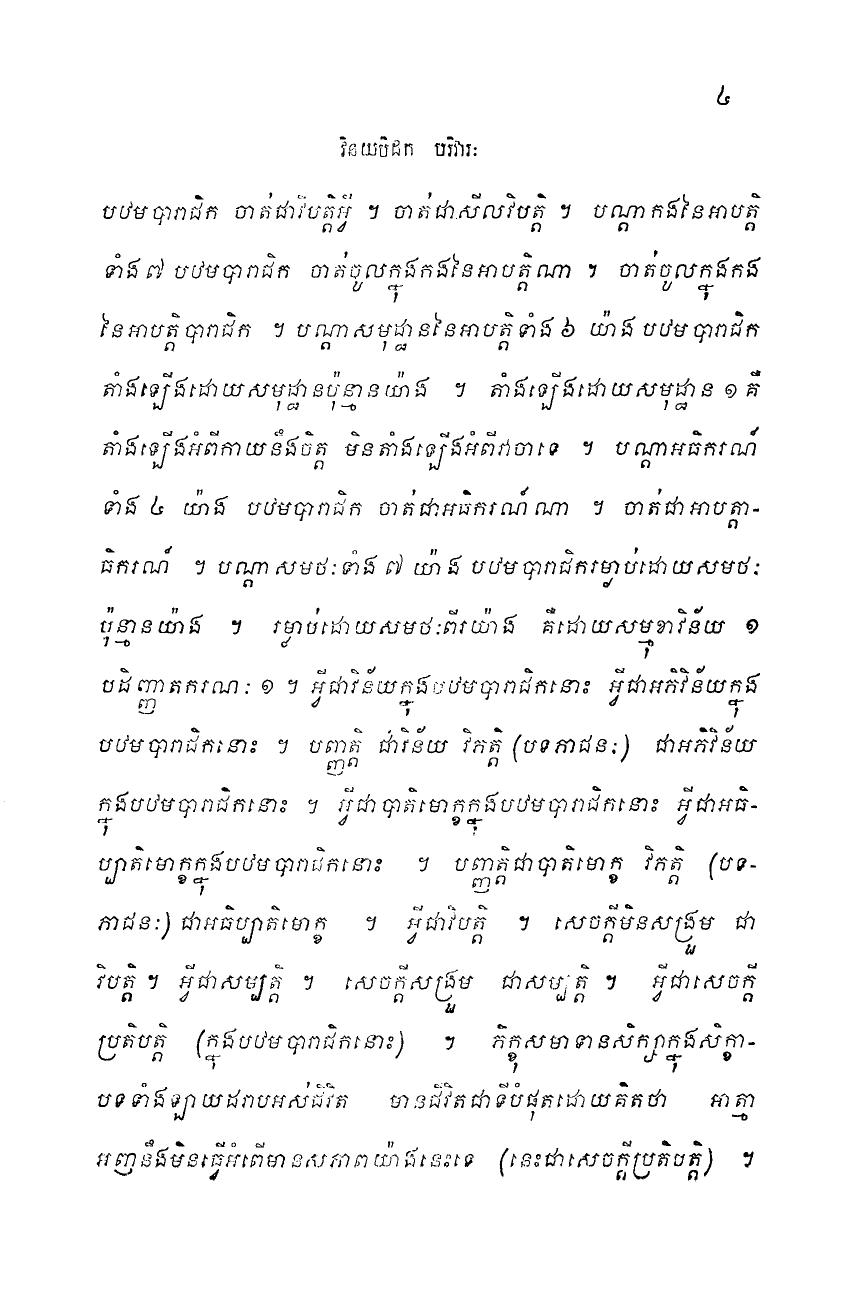 ៤
វិនយបិដក បរិវារៈ
បឋមបារាជិក ចាត់ជាវិបត្តិអ្វី ។ ចាត់ជាសីលវិបត្តិ ។ បណ្តាកងនៃអាបត្តិ
ទាំង៧ បឋមបារាជិក ចាត់ចូលក្នុងកងនៃអាបត្តិណា ។ ចាត់ចូលក្នុងកង
នៃអាបត្តិបារាជិក ។ បណ្តាសមុដ្ឋាននៃអាបត្តិទាំង ៦ យ៉ាង បឋមបារាជិក
តាំងឡើងដោយសមុដ្ឋានប៉ុន្មានយ៉ាង ។ តាំងឡើងដោយសមុដ្ឋាន ១ គឺ
តាំងឡើងអំពីកាយនឹងចិត្ត មិនតាំងឡើងអំពីវាចាទេ ។ បណ្តាអធិករណ៍
ទាំង ៤ យ៉ាង បឋមបារាជិក ចាត់ជាអធិករណ៍ណា ។ ចាត់ជាអាបត្តា-
ធិករណ៍ ។ បណ្តាសមថៈទាំង ៧ យ៉ាង បឋមបារាជិករម្ងាប់ដោយសមថៈ
ប៉ុន្មានយ៉ាង ។ រម្ងាប់ដោយសមថៈពីរយ៉ាង គឺដោយសម្មុខាវិន័យ ១
បដិញ្ញាតករណៈ ១ ។ អ្វីជាវិន័យក្នុងបឋមបារាជិកនោះ អ្វីជាអភិវិន័យក្នុង
បឋមបារាជិកនោះ ។ បញ្ញត្តិ ជាវិន័យ វិភត្តិ (បទភាជនៈ) ជាអភិវិន័យ
ក្នុងបឋមបារាជិកនោះ ។ អ្វីជាបាតិមោក្ខក្នុងបឋមបារាជិកនោះ អ្វីជាអធិ-
ប្បាតិមោក្ខក្នុងបឋមបារាជិកនោះ ។ បញ្ញត្តិជាបាតិមោក្ខ វិភត្តិ (បទ-
ភាជនៈ) ជាអធិប្បាតិមោក្ខ ។ អ្វីជាវិបត្តិ ។ សេចក្តីមិនសង្រួម ជា
វិបត្តិ ។ អ្វីជាសម្បត្តិ ។ សេចក្តីសង្រួម ជាសម្បត្តិ ។ អ្វីជាសេចក្តី
ប្រតិបត្តិ (ក្នុងបឋមបារាជិកនោះ) ។ ភិក្ខុសមាទានសិក្សាក្នុងសិក្ខា-
បទទាំងឡាយដរាបអស់ជីវិត មានជីវិតជាទីបំផុតដោយគិតថា អាត្មា
អញនឹងមិនធ្វើអំពើមានសភាពយ៉ាងនេះទេ (នេះជាសេចក្តីប្រតិបត្តិ) ។